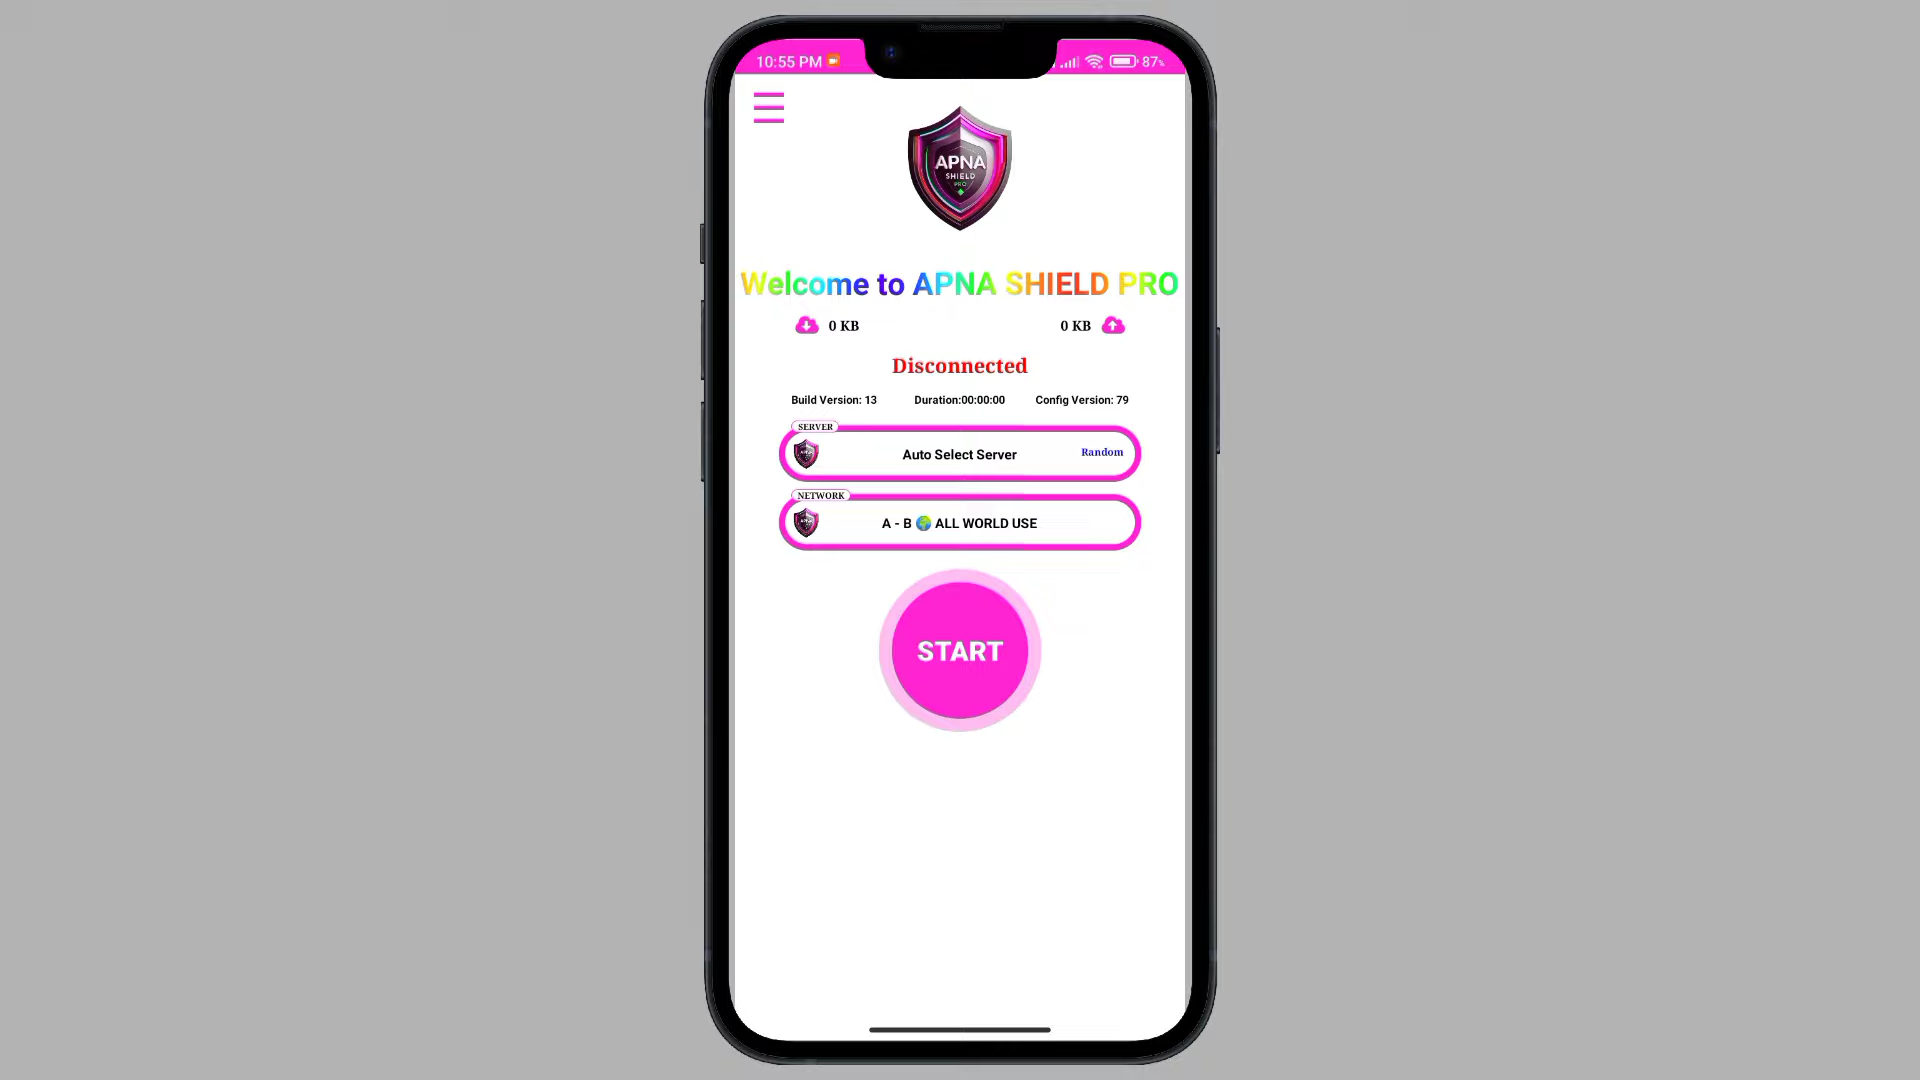 10:55 PM
87%
APNA
SHIELD
PRO
Welcome to APNA SHIELD PRO
0 KB
0 KB
Disconnected
Build Version: 13
Duration:00:00:00
Config Version: 79
SERVER
Auto Select Server
Random
NETWORK
A - B 🌍 ALL WORLD USE
START